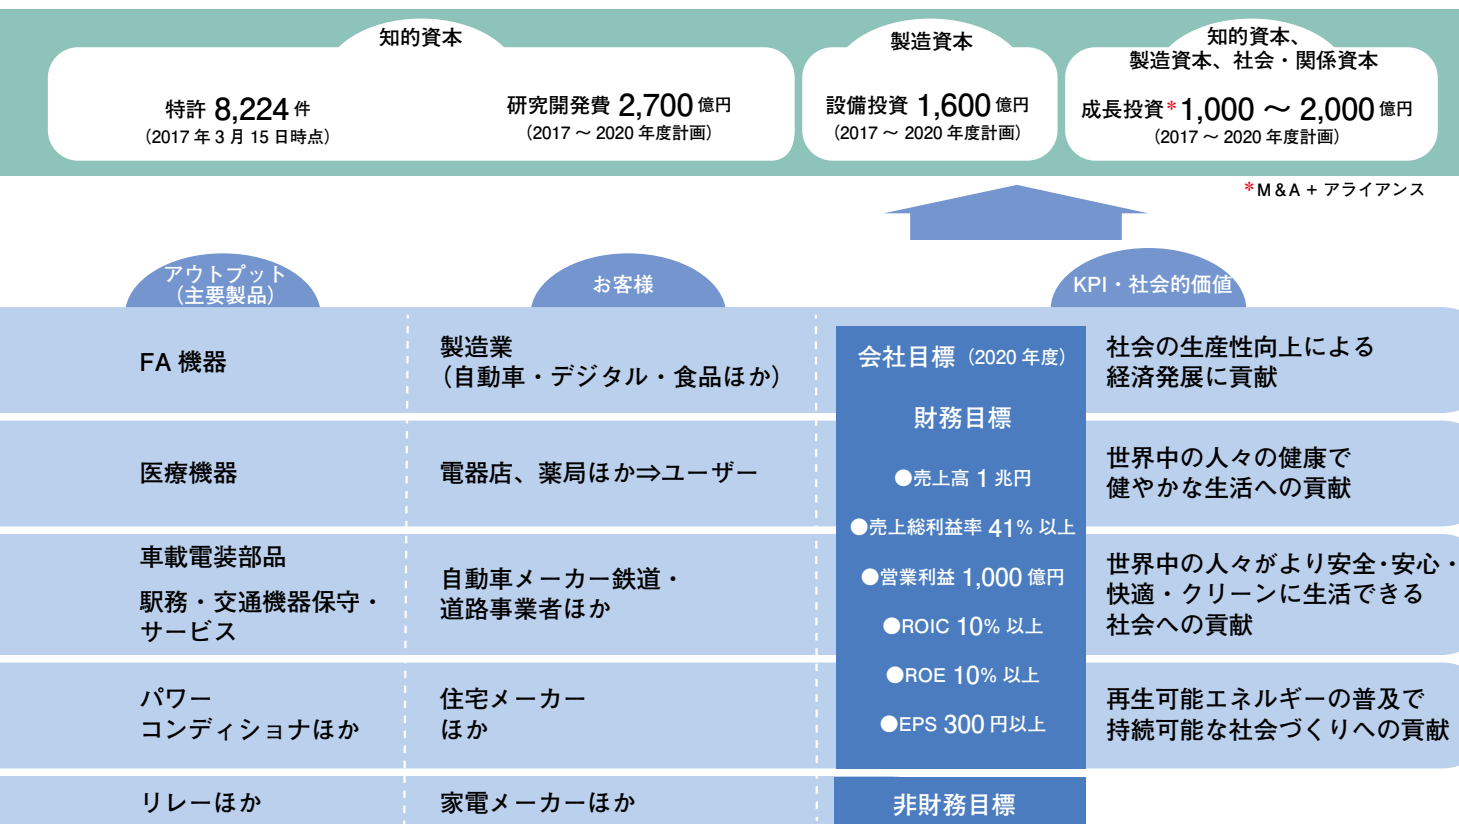 知的資本
特許 8,224 件
（2017 年 3 月 15 日時点）
研究開発費 2,700 億円
（2017 ～ 2020 年度計画）
製造資本
設備投資 1,600 億円
（2017 ～ 2020 年度計画）
知的資本、
製造資本、社会・関係資本
成長投資*1,000 ～ 2,000 億円
（2017 ～ 2020 年度計画）
*M & A + アライアンス
アウトプット
（主要製品）
お客様
KPI・社会的価値
FA 機器
製造業
（自動車・デジタル・食品ほか）
社会の生産性向上による
経済発展に貢献
医療機器
電器店、薬局ほか⇒ユーザー
世界中の人々の健康で
健やかな生活への貢献
車載電装部品
駅務・交通機器保守・
サービス
自動車メーカー鉄道・
道路事業者ほか
世界中の人々がより安全・安心・
快適・クリーンに生活できる
社会への貢献
パワー
コンディショナほか
住宅メーカー
ほか
再生可能エネルギーの普及で
持続可能な社会づくりへの貢献
リレーほか
家電メーカーほか
会社目標（2020 年度）
財務目標
●売上高 1 兆円
●売上総利益率 41% 以上
●営業利益 1,000 億円
●ROIC 10% 以上
●ROE 10% 以上
●EPS 300 円以上
非財務目標